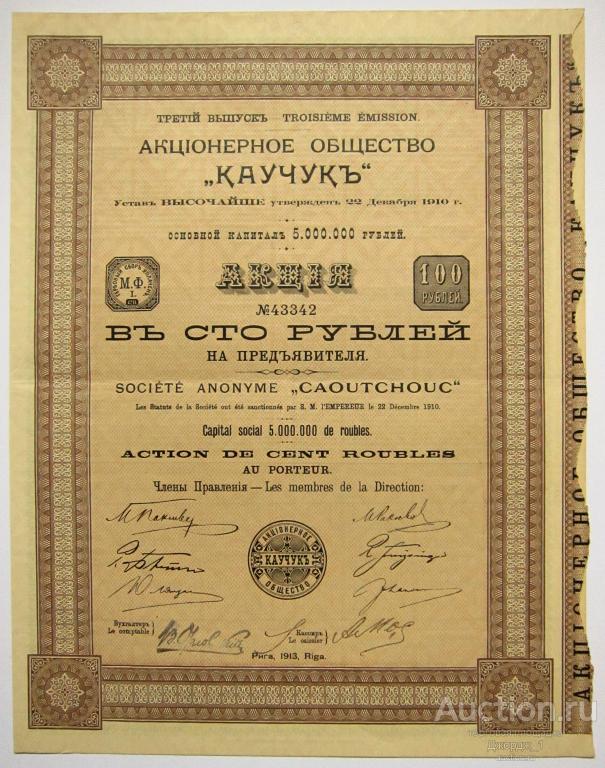 ТРЕТІЙ ВЫПУСКЪ TROISIÈME ÉMISSION.
АКЦІОНЕРНОЕ ОБЩЕСТВО
„КАУЧУКЪ“
Уставъ ВЫСОЧАЙШЕ утвержденъ 22 Декабря 1910 г.
ОСНОВНОЙ КАПИТАЛЪ 5.000.000 РУБЛЕЙ.
М.Ф.
АКЦІЯ
100
РУБЛЕЙ.
№43342
ВЪ СТО РУБЛЕЙ
НА ПРЕДЪЯВИТЕЛЯ.
SOCIÉTÉ ANONYME „CAOUTCHOUC“
Les Statuts de la Société ont été sanctionnés par S. M. l'EMPEREUR le 22 Décembre 1910.
Capital social 5.000.000 de roubles.
ACTION DE CENT ROUBLES
AU PORTEUR.
Члены Правленія — Les membres de la Direction:
АКЦІОНЕРНОЕ
КАУЧУКЪ
ОБЩЕСТВО
Бухгалтеръ
Le comptable
Кассиръ
Le caissier
Рига, 1913, Riga.
АКЦІОНЕРНОЕ ОБЩЕСТВО „КАУЧУКЪ“
Auction.ru
Джорджо_1